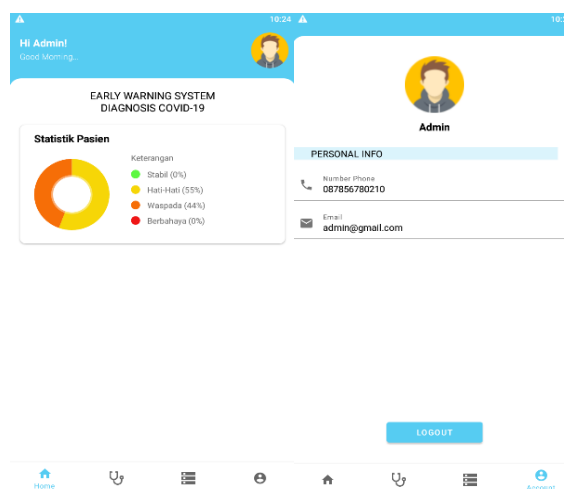 10:24
Hi Admin!
Good Morning...
EARLY WARNING SYSTEM
DIAGNOSIS COVID-19
Statistik Pasien
Keterangan
Stabil (0%)
Hati-Hati (55%)
Waspada (44%)
Berbahaya (0%)
Home
Admin
PERSONAL INFO
Number Phone
087856780210
Email
admin@gmail.com
LOGOUT
Account